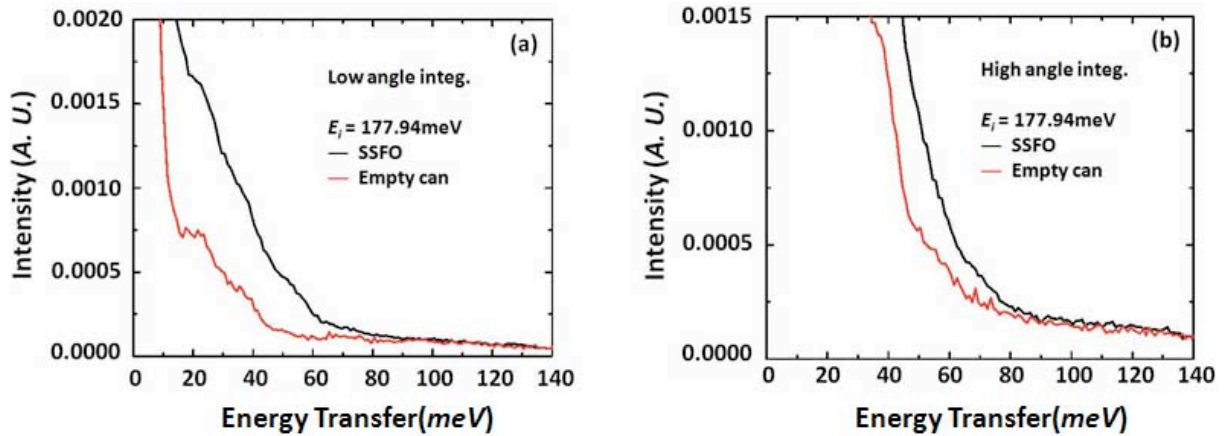 (a)
Low angle integ.
E_i = 177.94meV
SSFO
Empty can
Intensity (A. U.)
0.0020
0.0015
0.0010
0.0005
0.0000
0 20 40 60 80 100 120 140
Energy Transfer(meV)
(b)
High angle integ.
E_i = 177.94meV
SSFO
Empty can
Intensity (A. U.)
0.0015
0.0010
0.0005
0.0000
0 20 40 60 80 100 120 140
Energy Transfer(meV)